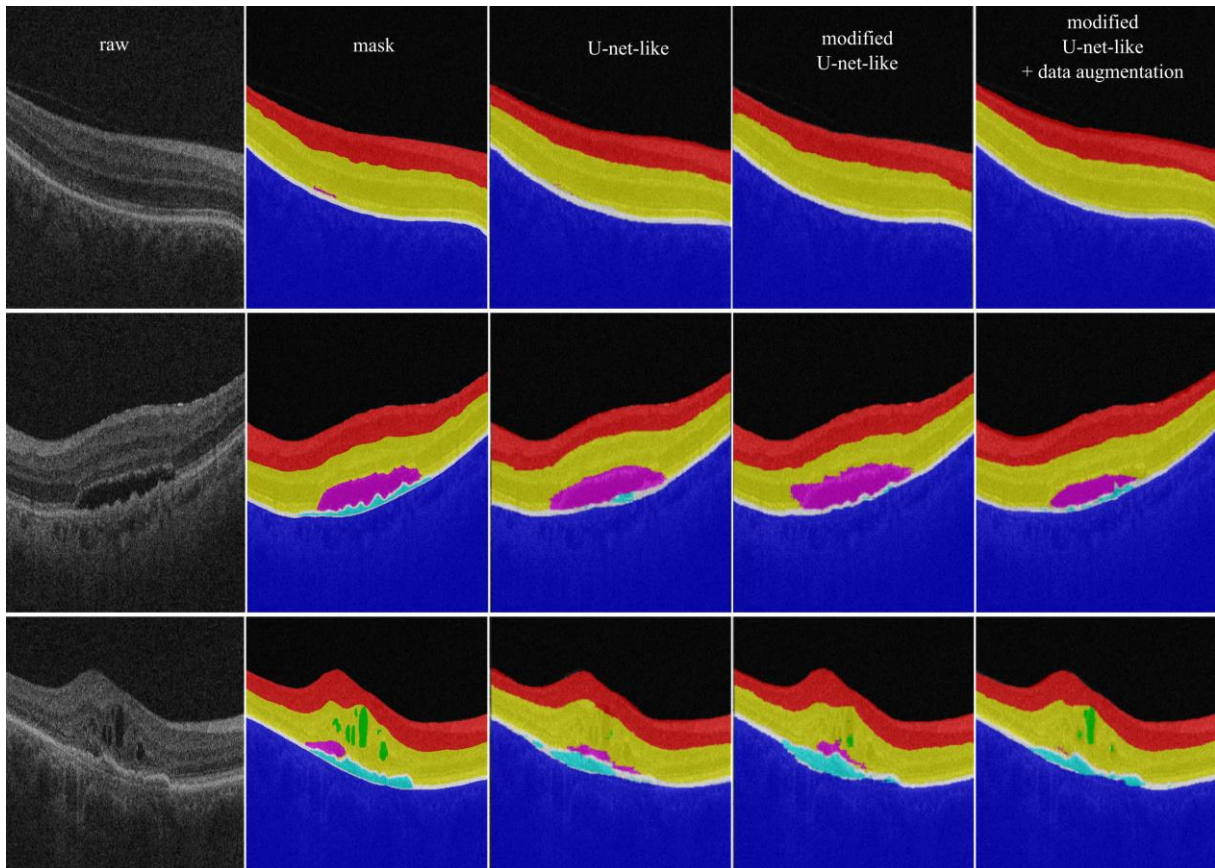 raw
mask
U-net-like
modified
U-net-like
modified
U-net-like
+ data augmentation